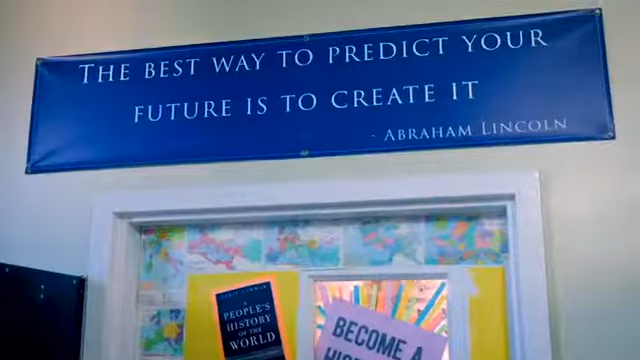 THE BEST WAY TO PREDICT YOUR
FUTURE IS TO CREATE IT
- ABRAHAM LINCOLN
A
PEOPLE'S
HISTORY
OF THE
WORLD
BECOME A